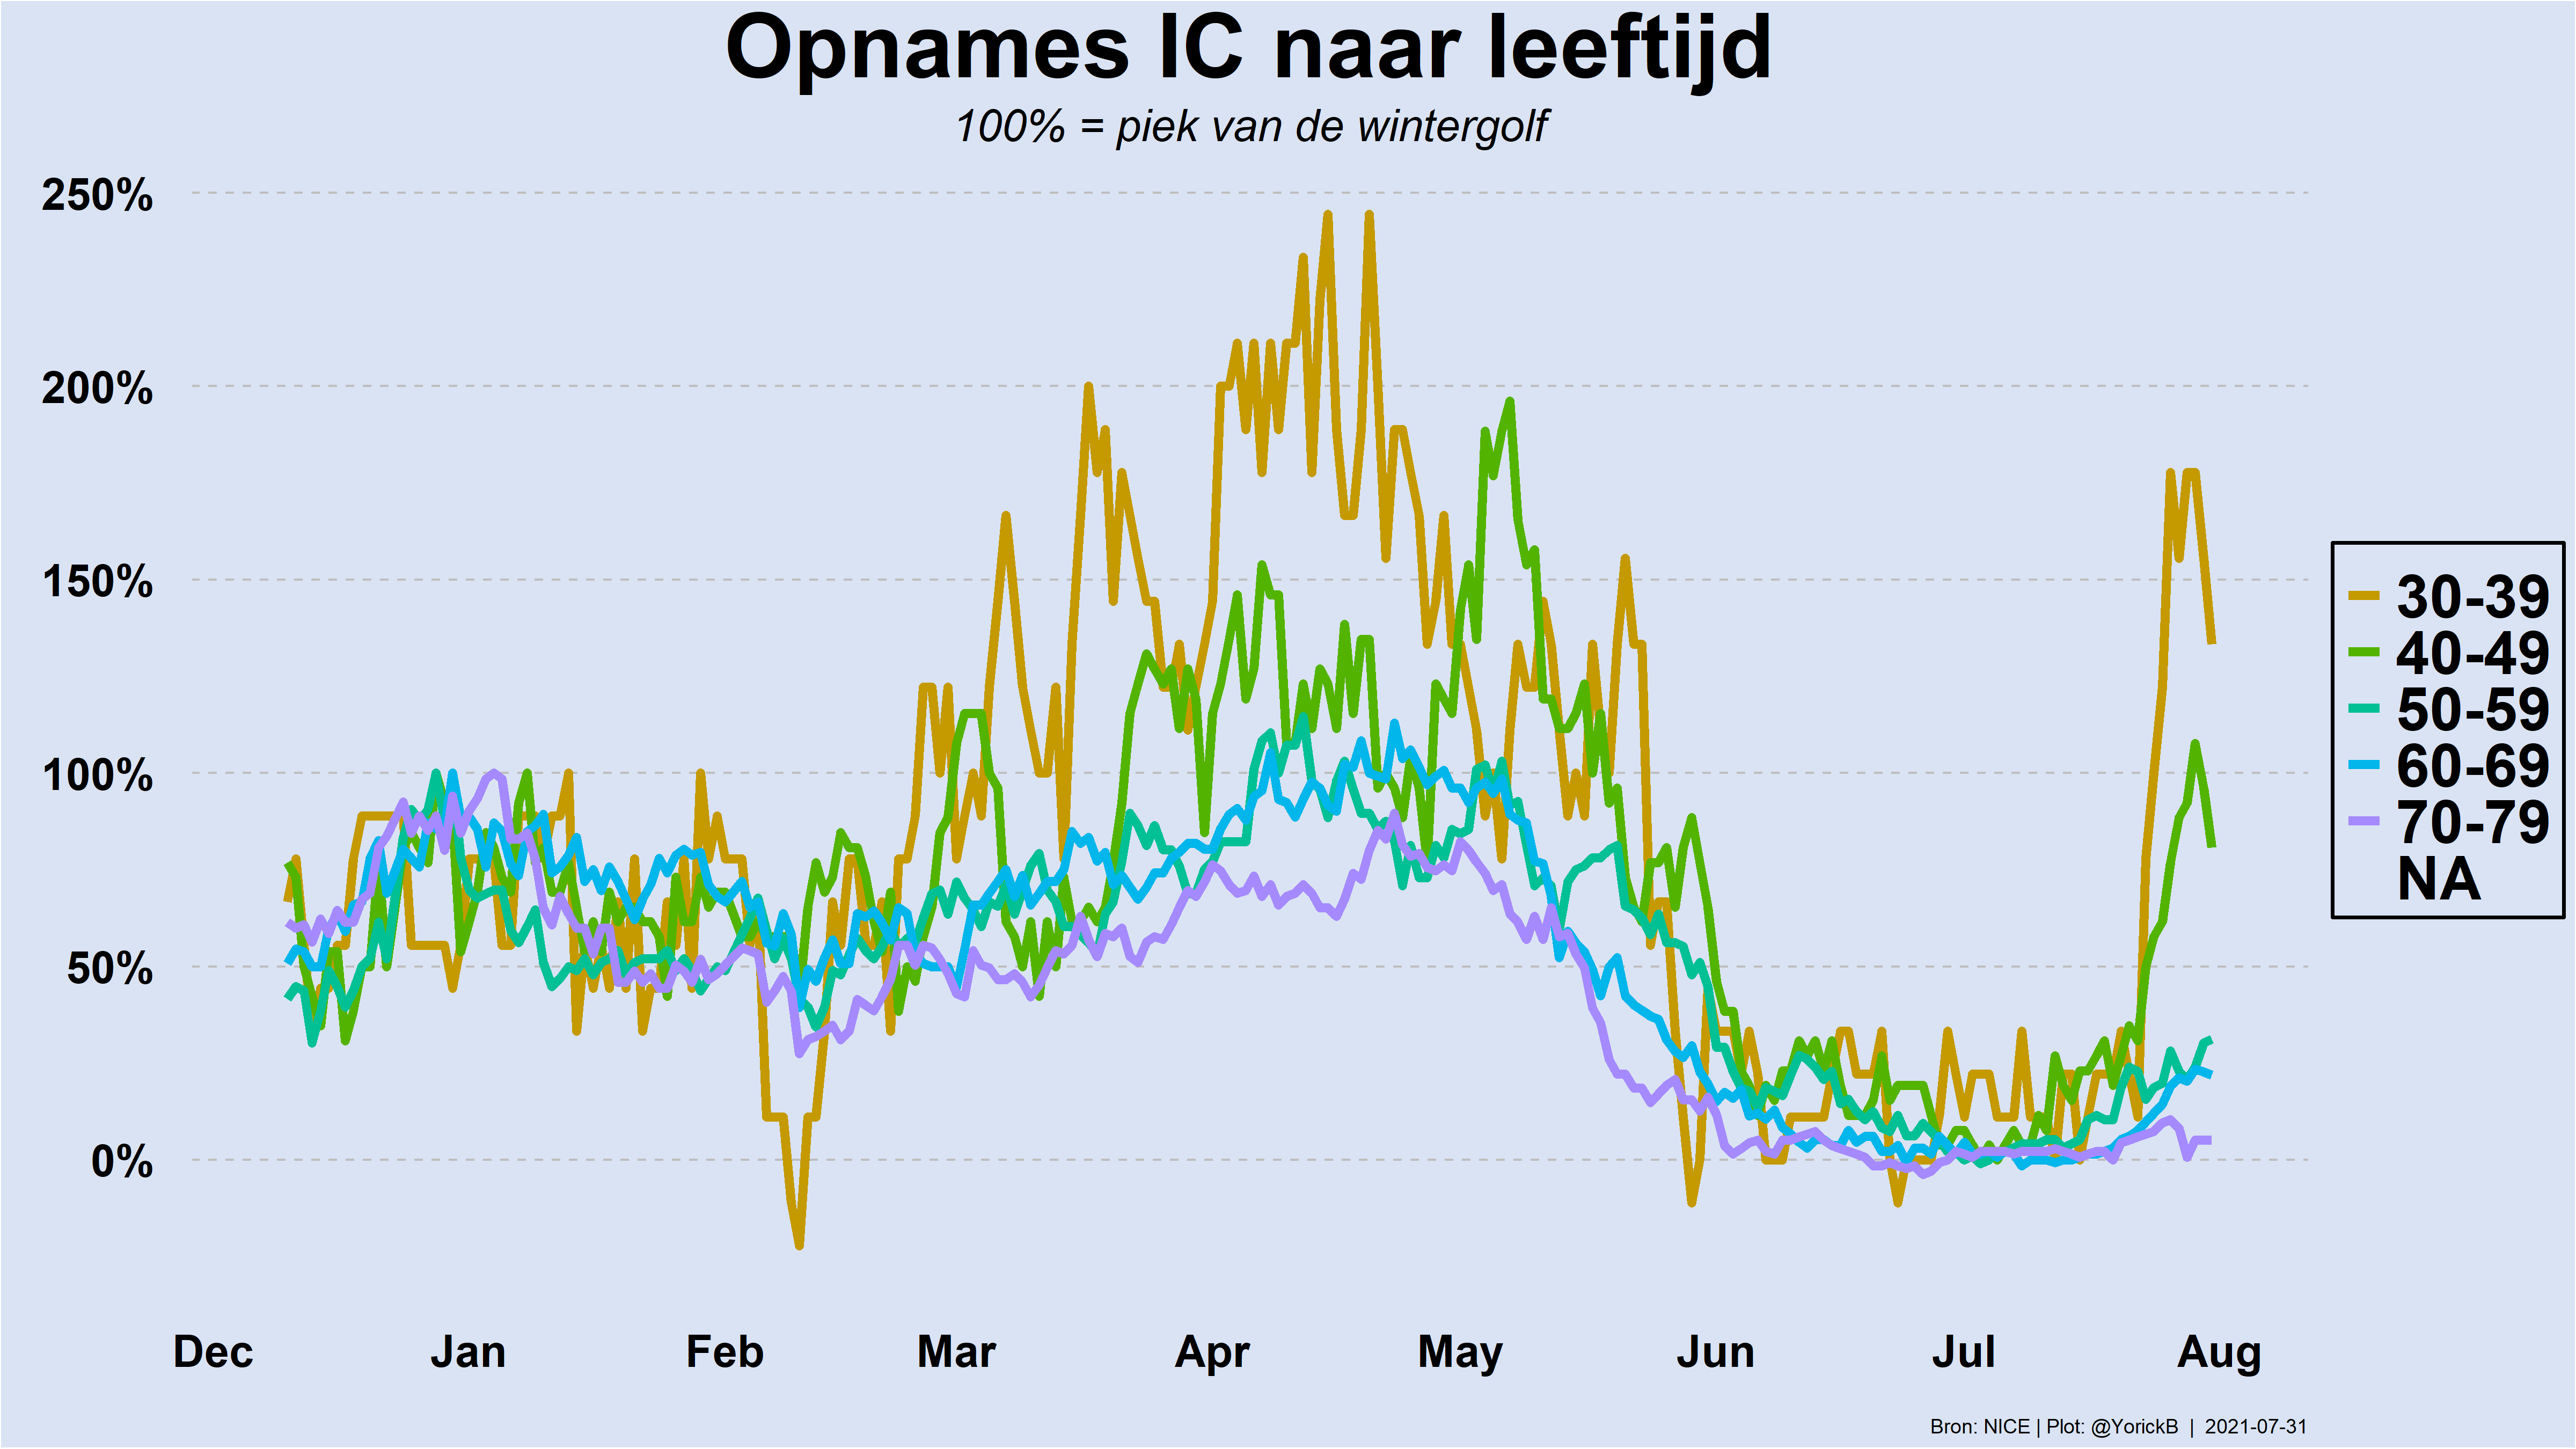 Opnames IC naar leeftijd
100% = piek van de wintergolf
250%
200%
150%
100%
50%
0%
30-39
40-49
50-59
60-69
70-79
NA
Dec Jan Feb Mar Apr May Jun Jul Aug
Bron: NICE | Plot: @YorickB | 2021-07-31